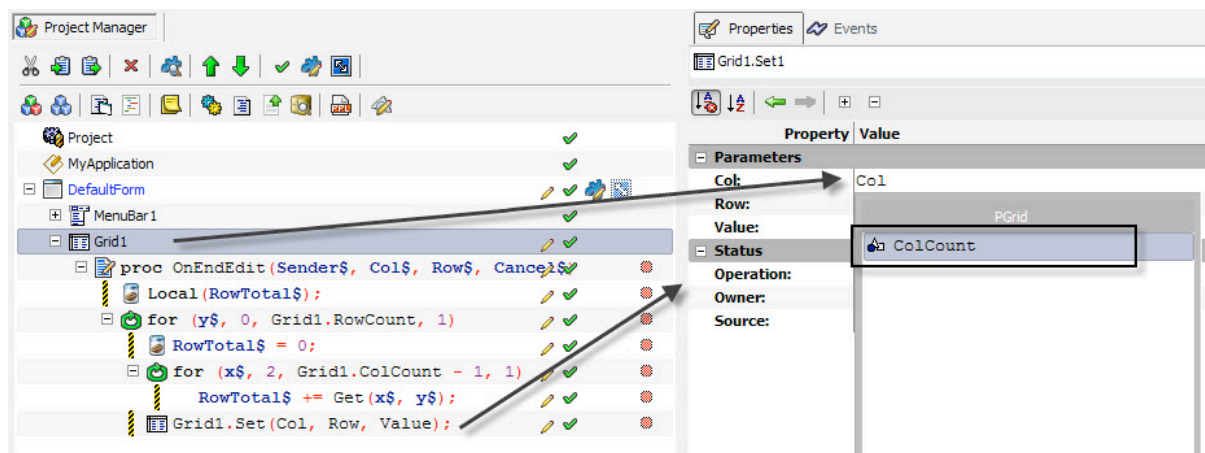 Project Manager
Project
MyApplication
DefaultForm
MenuBar1
Grid1
proc OnEndEdit(Sender$, Col$, Row$, Cancel$)
Local(RowTotal$);
for (y$, 0, Grid1.RowCount, 1)
RowTotal$ = 0;
for (x$, 2, Grid1.ColCount - 1, 1)
RowTotal$ += Get(x$, y$);
Grid1.Set(Col, Row, Value);
Properties Events
Grid1.Set1
Property Value
Parameters
Col: Col
Row:
PGrid
Value:
ColCount
Status
Operation:
Owner:
Source: